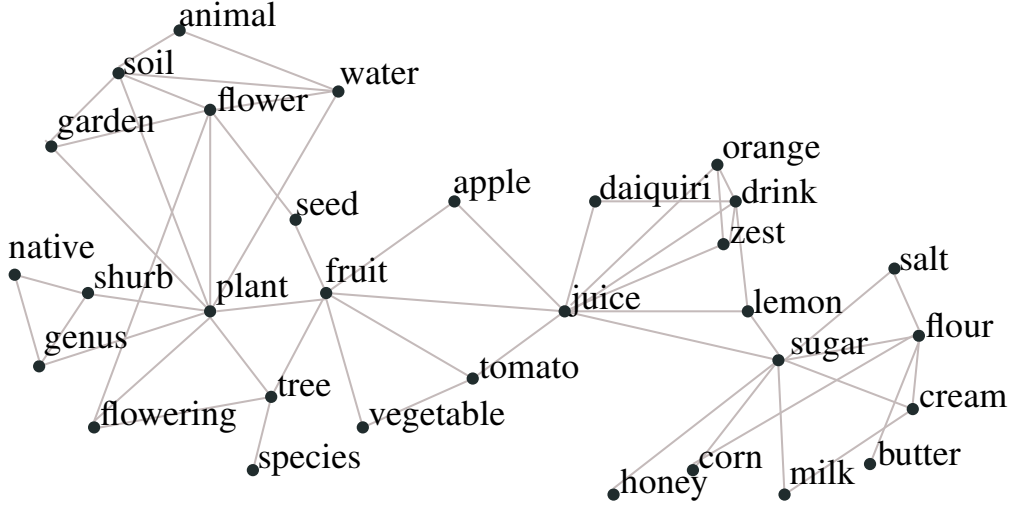 animal
soil
water
flower
garden
orange
apple
daiquiri
drink
seed
zest
native
shurb
fruit
salt
plant
juice
lemon
genus
sugar
flour
tomato
tree
cream
flowering
vegetable
species
corn
butter
honey
milk